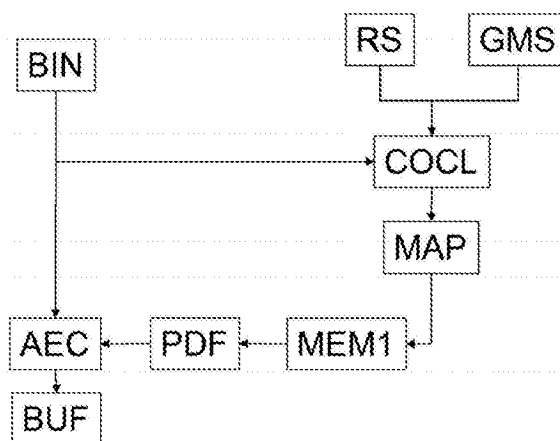 RS
GMS
BIN
COCL
MAP
AEC
PDF
MEM1
BUF